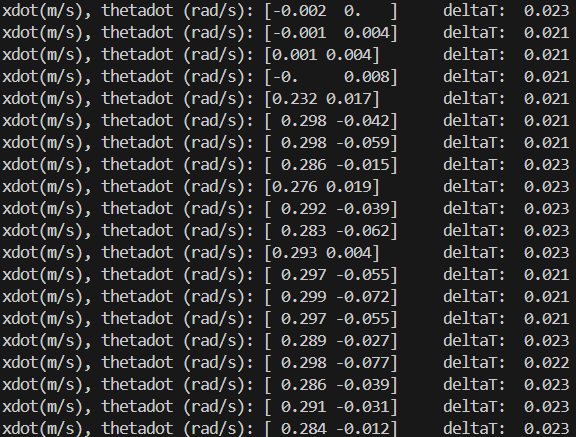 xdot(m/s), thetadot (rad/s): [-0.002  0.   ]     deltaT:  0.023
xdot(m/s), thetadot (rad/s): [-0.001  0.004]     deltaT:  0.021
xdot(m/s), thetadot (rad/s): [0.001 0.004]       deltaT:  0.021
xdot(m/s), thetadot (rad/s): [-0.     0.008]     deltaT:  0.021
xdot(m/s), thetadot (rad/s): [0.232 0.017]       deltaT:  0.021
xdot(m/s), thetadot (rad/s): [ 0.298 -0.042]     deltaT:  0.021
xdot(m/s), thetadot (rad/s): [ 0.298 -0.059]     deltaT:  0.021
xdot(m/s), thetadot (rad/s): [ 0.286 -0.015]     deltaT:  0.023
xdot(m/s), thetadot (rad/s): [0.276 0.019]       deltaT:  0.023
xdot(m/s), thetadot (rad/s): [ 0.292 -0.039]     deltaT:  0.023
xdot(m/s), thetadot (rad/s): [ 0.283 -0.062]     deltaT:  0.023
xdot(m/s), thetadot (rad/s): [0.293 0.004]       deltaT:  0.023
xdot(m/s), thetadot (rad/s): [ 0.297 -0.055]     deltaT:  0.021
xdot(m/s), thetadot (rad/s): [ 0.299 -0.072]     deltaT:  0.021
xdot(m/s), thetadot (rad/s): [ 0.297 -0.055]     deltaT:  0.021
xdot(m/s), thetadot (rad/s): [ 0.289 -0.027]     deltaT:  0.023
xdot(m/s), thetadot (rad/s): [ 0.298 -0.077]     deltaT:  0.022
xdot(m/s), thetadot (rad/s): [ 0.286 -0.039]     deltaT:  0.023
xdot(m/s), thetadot (rad/s): [ 0.291 -0.031]     deltaT:  0.023
xdot(m/s), thetadot (rad/s): [ 0.284 -0.012]     deltaT:  0.023